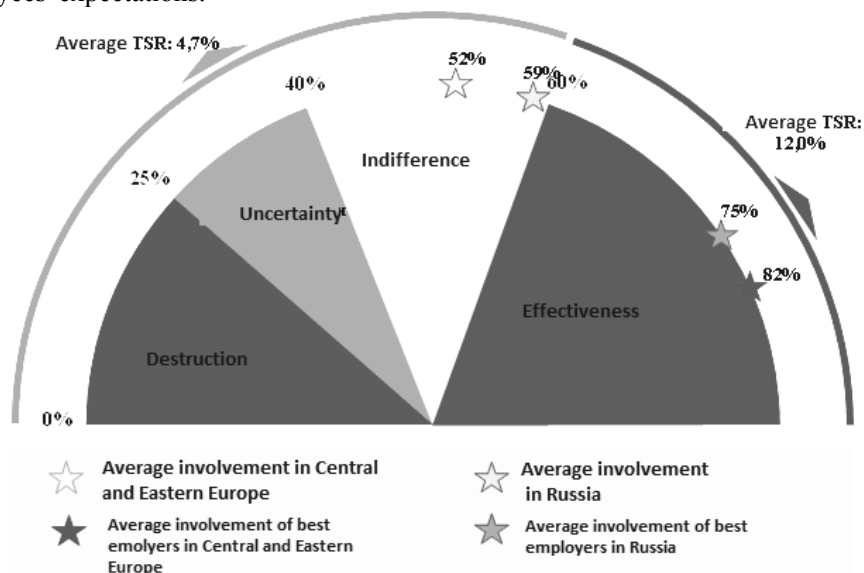 yees' expectations.
Average TSR: 4,7%
52%
40%
59%
60%
Average TSR:
12,0%
Indifference
25%
Uncertainty
75%
82%
Effectiveness
Destruction
0%
Average involvement in Central
and Eastern Europe
Average involvement
in Russia
Average involvement of best
emolyers in Central and Eastern
Europe
Average involvement of best
employers in Russia